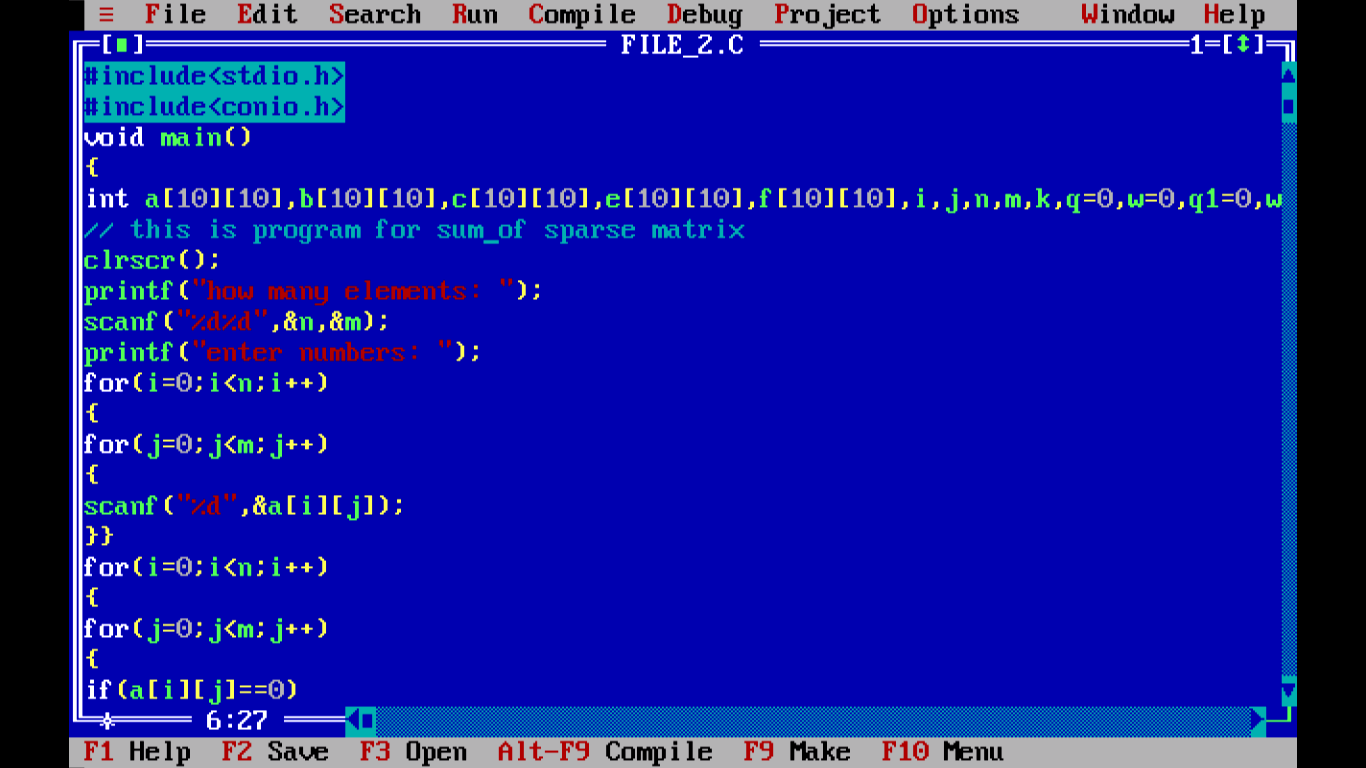 ≡ File Edit Search Run Compile Debug Project Options Window Help
[■] FILE_2.C 1=[↕]
#include<stdio.h>
#include<conio.h>
void main()
{
int a[10][10],b[10][10],c[10][10],e[10][10],f[10][10],i,j,n,m,k,q=0,w=0,q1=0,w
// this is program for sum_of sparse matrix
clrscr();
printf("how many elements: ");
scanf("%d%d",&n,&m);
printf("enter numbers: ");
for(i=0;i<n;i++)
{
for(j=0;j<m;j++)
{
scanf("%d",&a[i][j]);
}}
for(i=0;i<n;i++)
{
for(j=0;j<m;j++)
{
if(a[i][j]==0)
6:27
F1 Help F2 Save F3 Open Alt-F9 Compile F9 Make F10 Menu